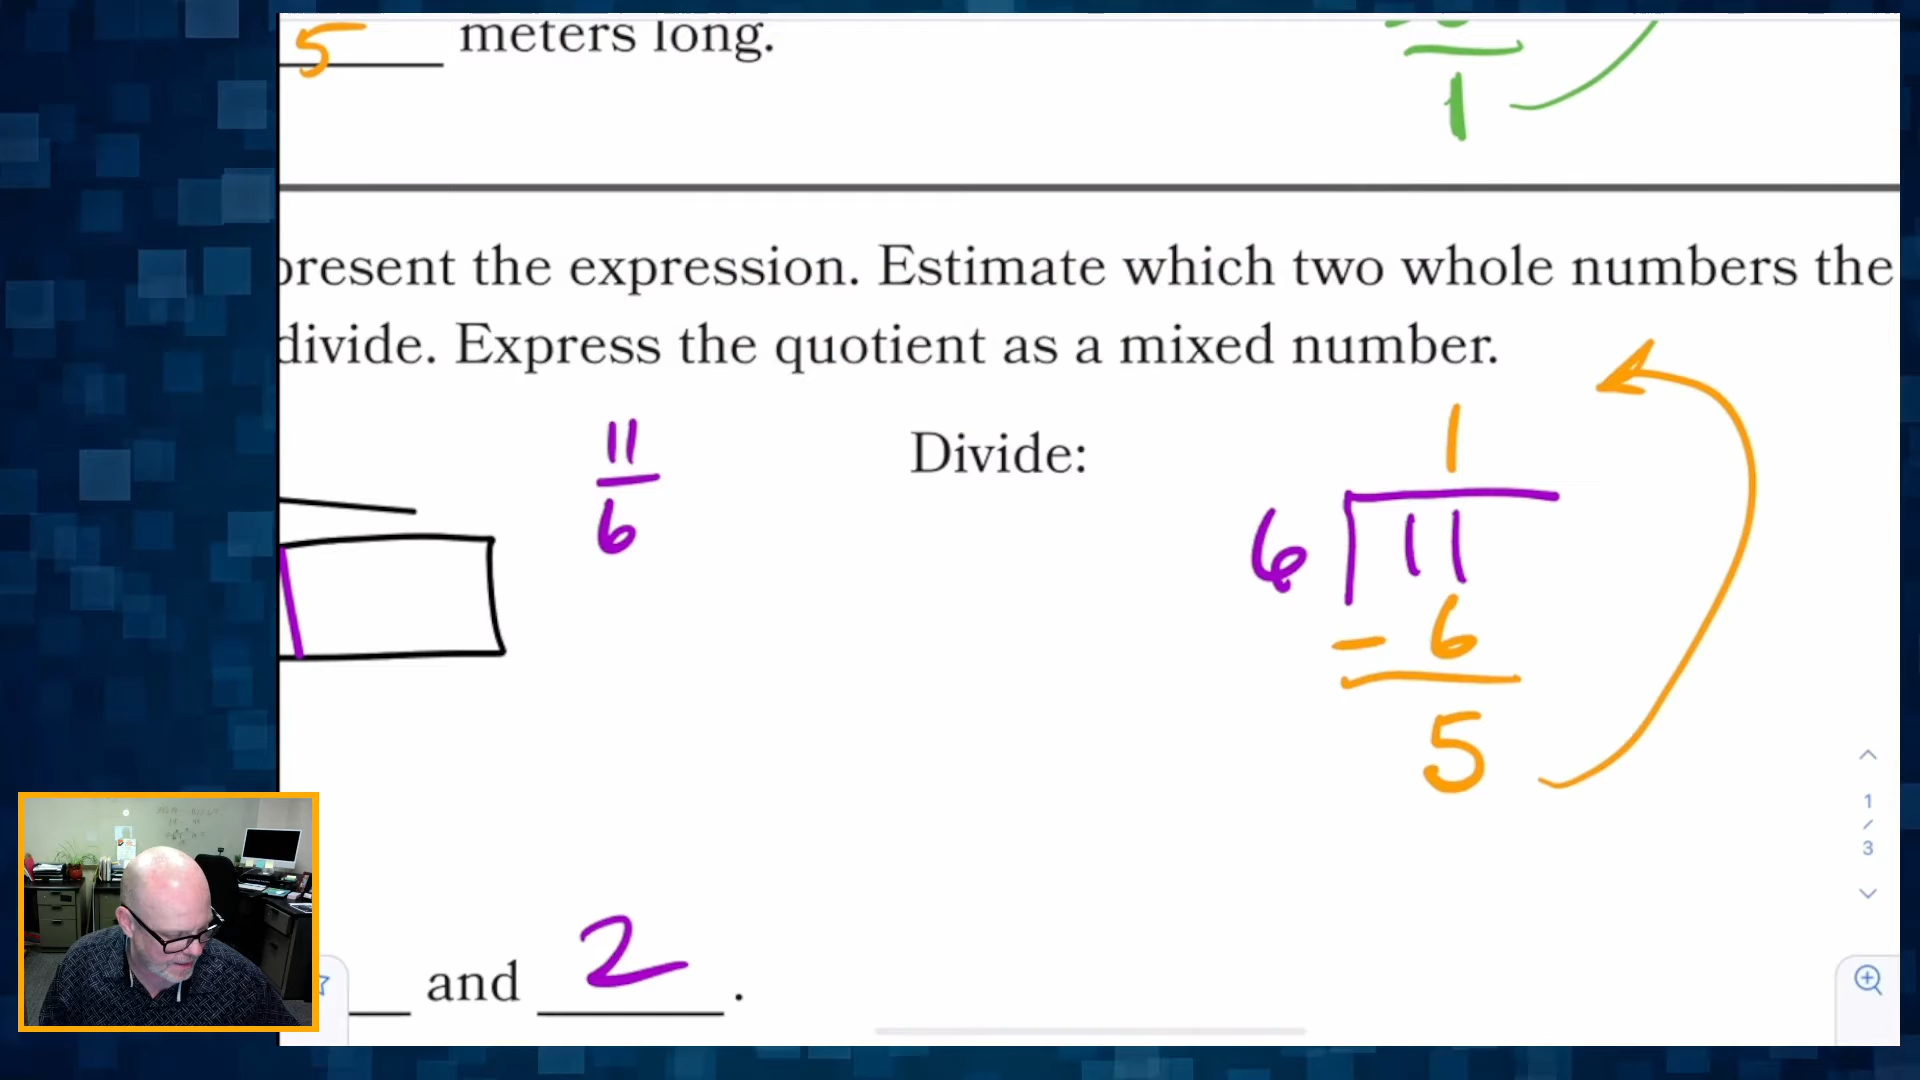 5 meters long.
1
present the expression. Estimate which two whole numbers the
divide. Express the quotient as a mixed number.
11
6
Divide:
1
6 11
- 6
5
and 2 .
1
/
3